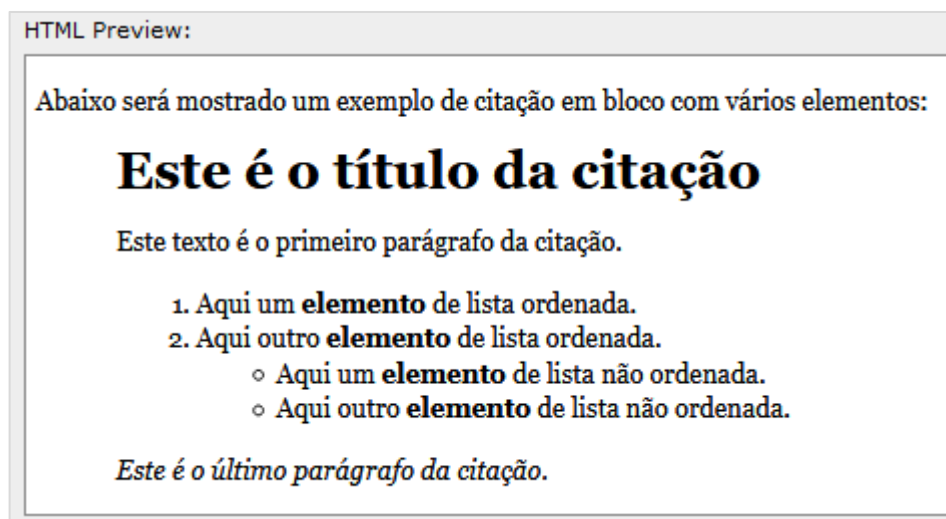 HTML Preview:
Abaixo será mostrado um exemplo de citação em bloco com vários elementos:
Este é o título da citação
Este texto é o primeiro parágrafo da citação.
1. Aqui um elemento de lista ordenada.
2. Aqui outro elemento de lista ordenada.
◦ Aqui um elemento de lista não ordenada.
◦ Aqui outro elemento de lista não ordenada.
Este é o último parágrafo da citação.